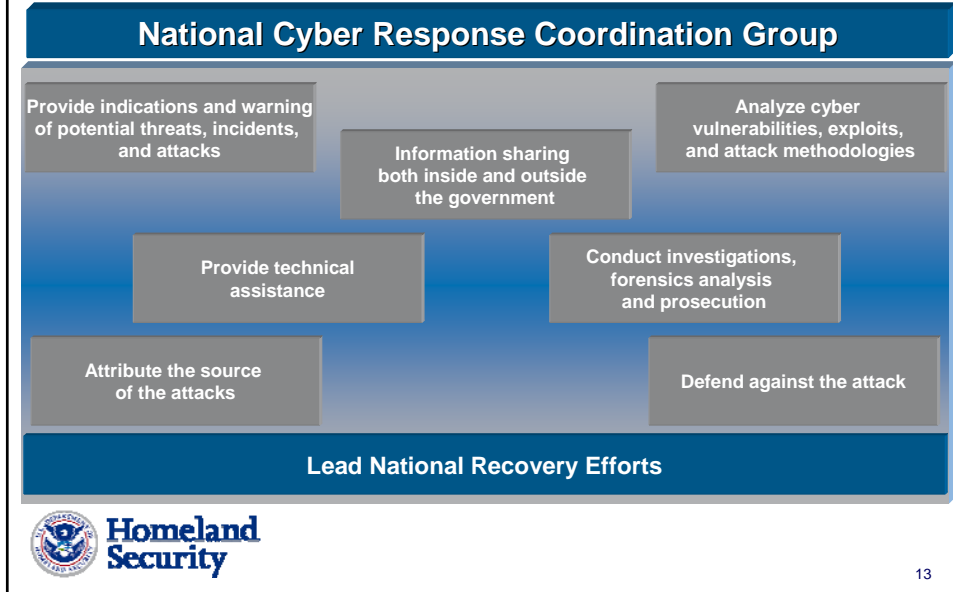 National Cyber Response Coordination Group
Provide indications and warning
of potential threats, incidents,
and attacks
Information sharing
both inside and outside
the government
Analyze cyber
vulnerabilities, exploits,
and attack methodologies
Provide technical
assistance
Conduct investigations,
forensics analysis
and prosecution
Attribute the source
of the attacks
Defend against the attack
Lead National Recovery Efforts
Homeland
Security
13